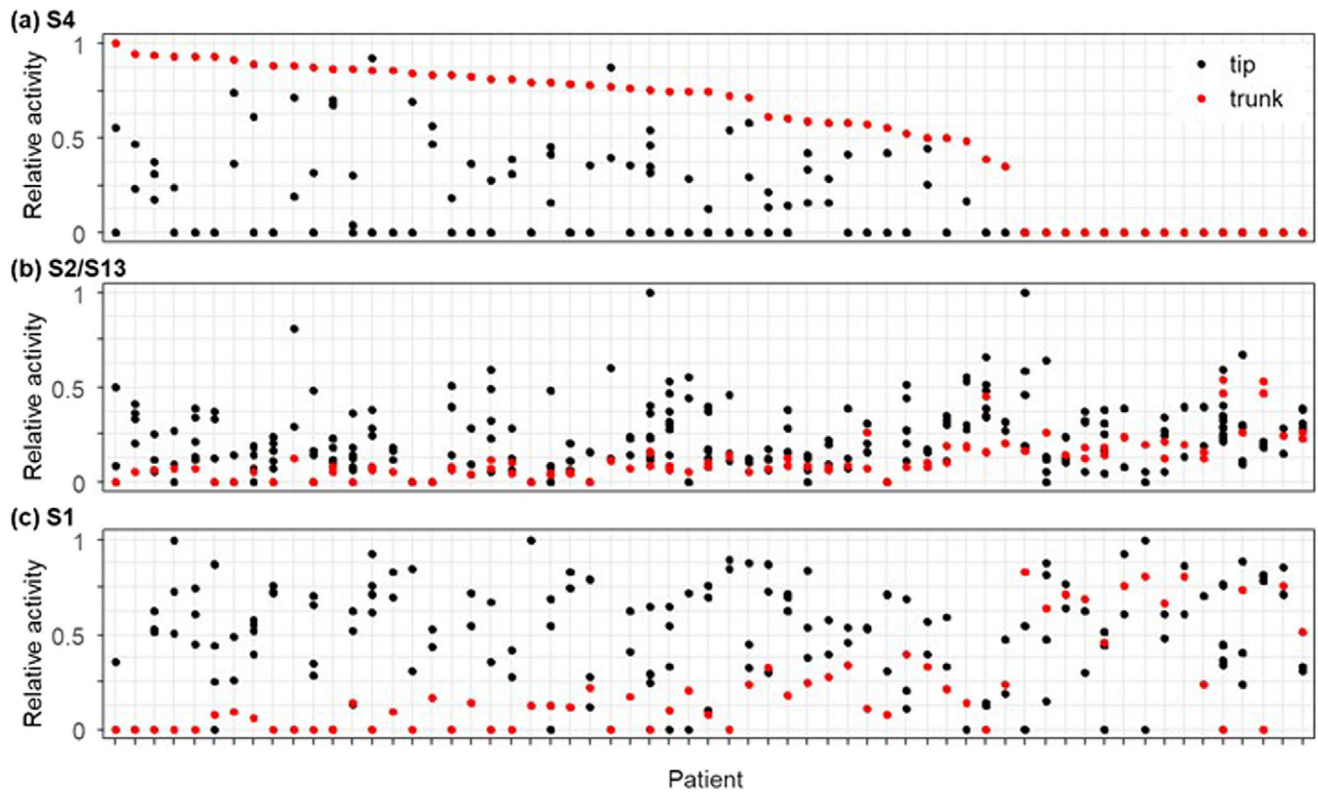 (a) S4
Relative activity
1
0.5
0
tip
trunk
(b) S2/S13
Relative activity
1
0.5
0
(c) S1
Relative activity
1
0.5
0
Patient